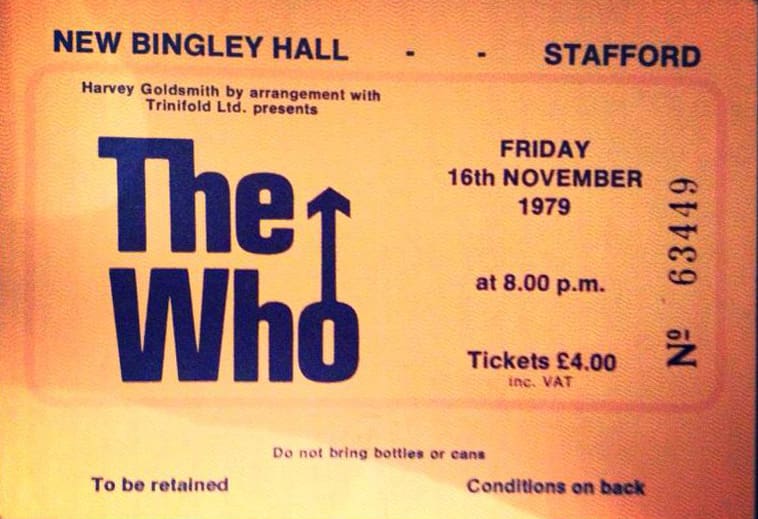 NEW BINGLEY HALL - - STAFFORD
Harvey Goldsmith by arrangement with
Trinifold Ltd. presents
The
Who
FRIDAY
16th NOVEMBER
1979
at 8.00 p.m.
Tickets £4.00
inc. VAT
Nº 63449
Do not bring bottles or cans
To be retained
Conditions on back